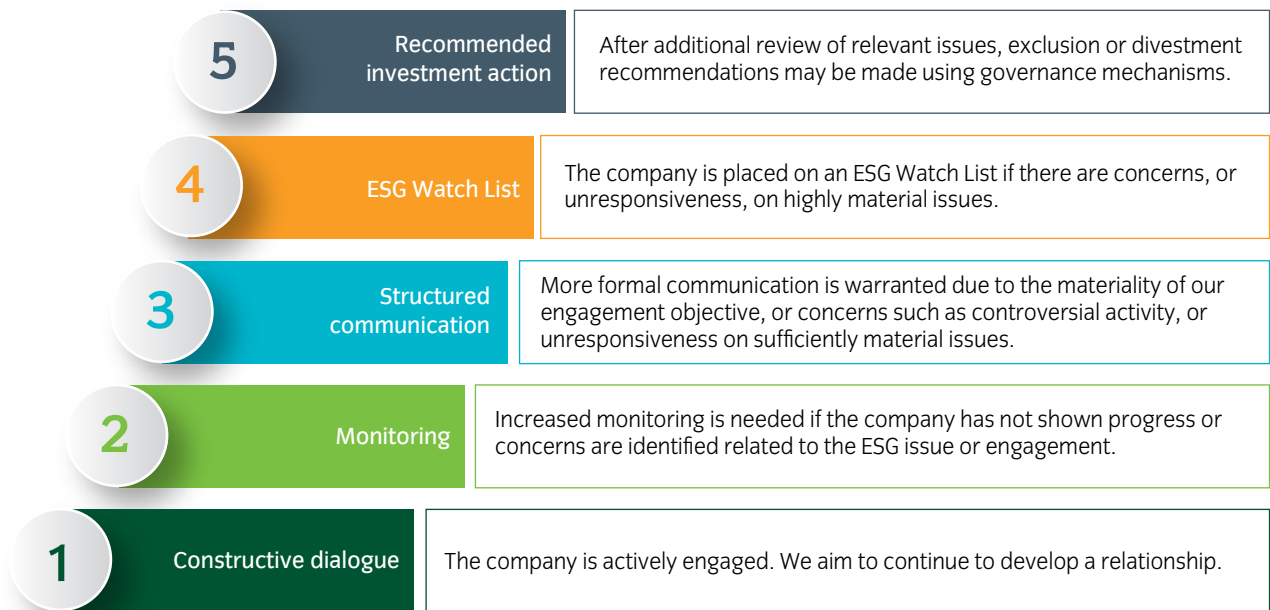 5
Recommended
investment action
After additional review of relevant issues, exclusion or divestment
recommendations may be made using governance mechanisms.
4
ESG Watch List
The company is placed on an ESG Watch List if there are concerns, or
unresponsiveness, on highly material issues.
3
Structured
communication
More formal communication is warranted due to the materiality of our
engagement objective, or concerns such as controversial activity, or
unresponsiveness on sufficiently material issues.
2
Monitoring
Increased monitoring is needed if the company has not shown progress or
concerns are identified related to the ESG issue or engagement.
1
Constructive dialogue
The company is actively engaged. We aim to continue to develop a relationship.